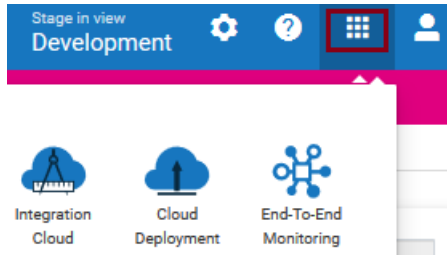 Stage in view
Development
Integration Cloud End-To-End
Cloud Deployment Monitoring